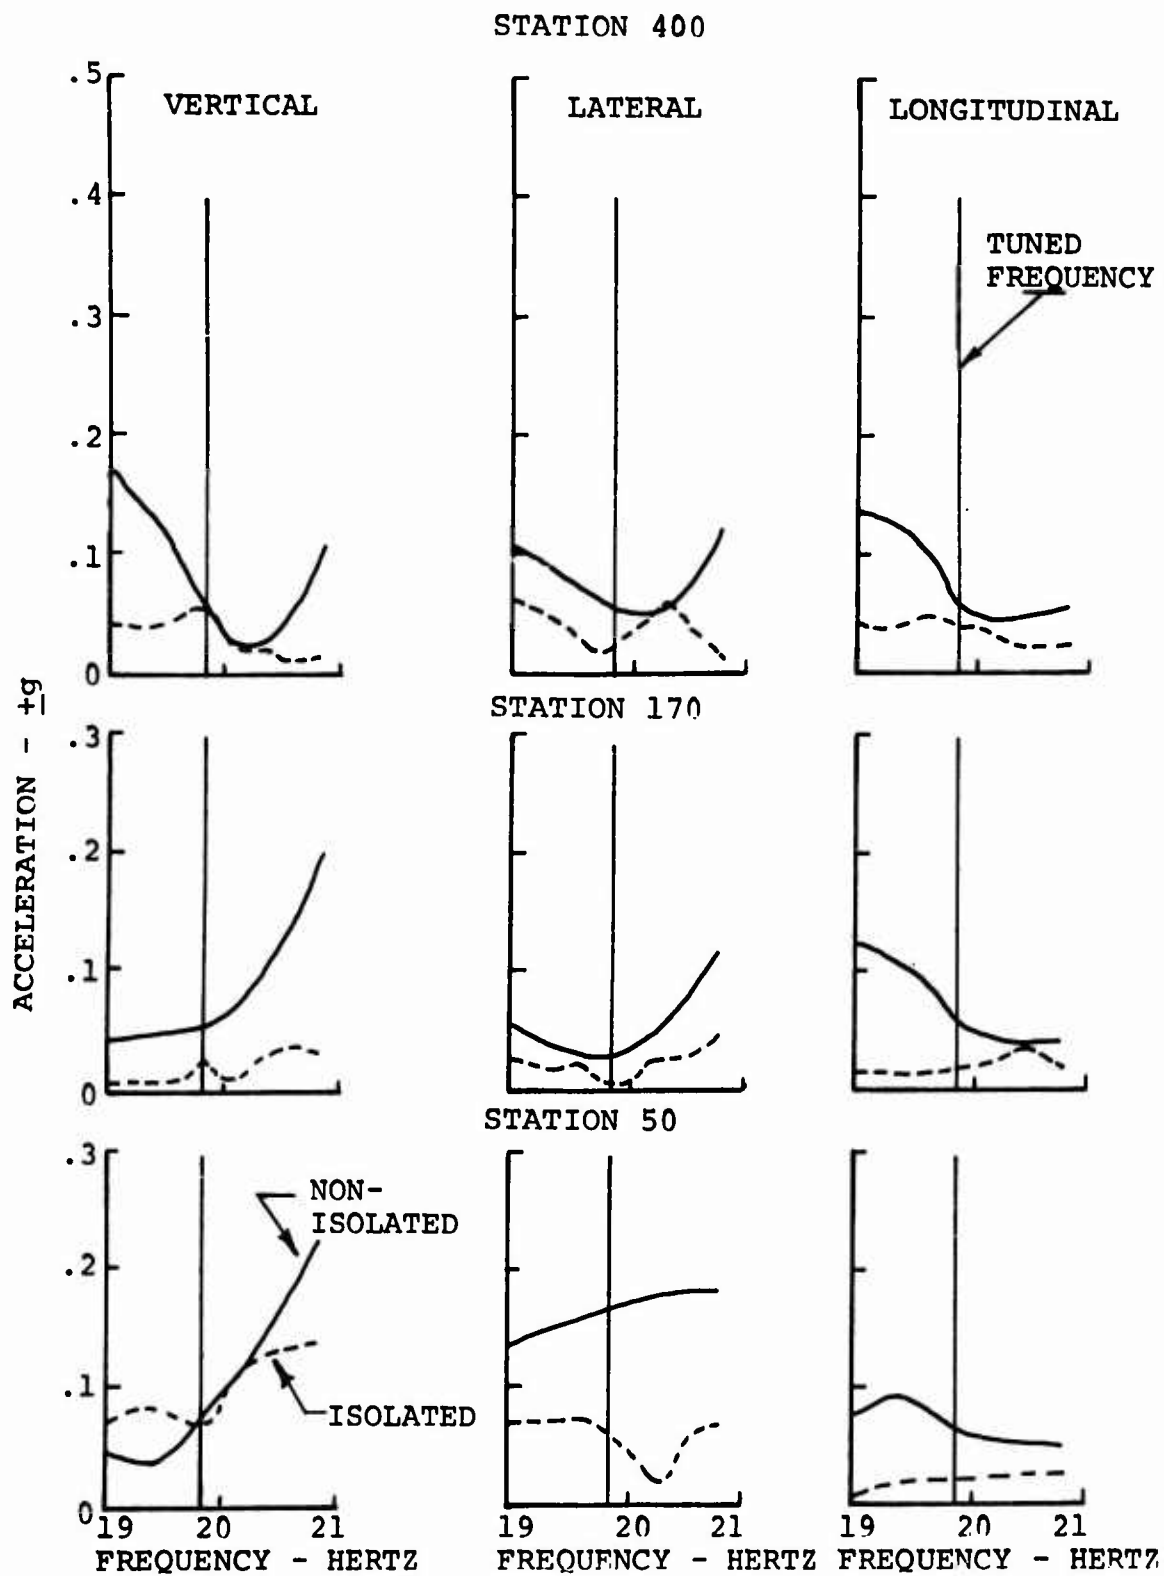 STATION 400
VERTICAL
LATERAL
LONGITUDINAL
.5
.4
.3
.2
.1
0
TUNED
FREQUENCY
STATION 170
.3
.2
.1
0
ACCELERATION - ±g
STATION 50
.3
.2
.1
0
NON-
ISOLATED
ISOLATED
19 20 21
19 20 21
19 20 21
FREQUENCY - HERTZ
FREQUENCY - HERTZ
FREQUENCY - HERTZ